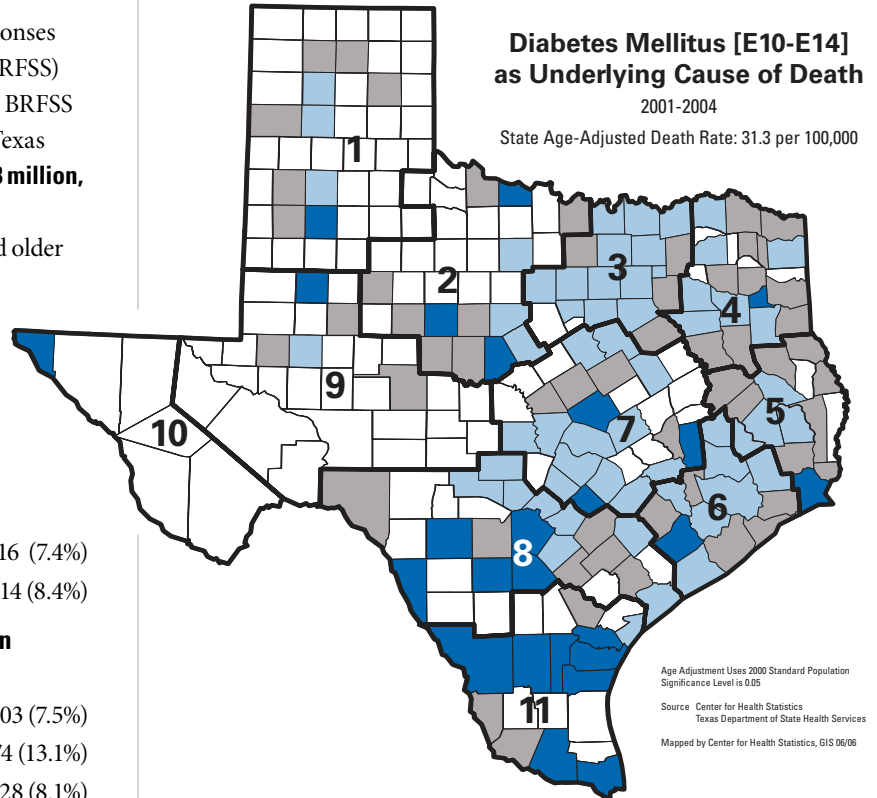 onses
RFSS)
BRFSS
Texas
8 million,
d older
16 (7.4%)
14 (8.4%)
n
03 (7.5%)
74 (13.1%)
28 (8.1%)
Diabetes Mellitus [E10-E14]
as Underlying Cause of Death
2001-2004
State Age-Adjusted Death Rate: 31.3 per 100,000
1
2
3
4
9
5
10
7
6
8
11
Age Adjustment Uses 2000 Standard Population
Significance Level is 0.05
Source Center for Health Statistics
Texas Department of State Health Services
Mapped by Center for Health Statistics, GIS 06/06